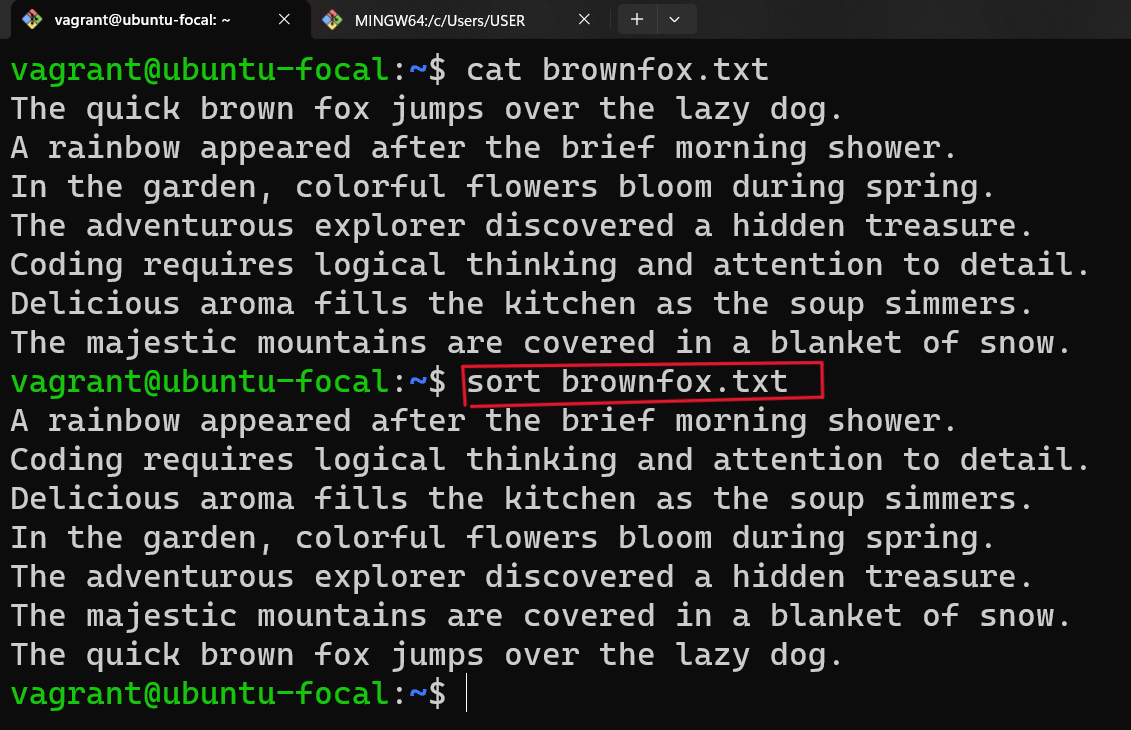 vagrant@ubuntu-focal: ~
MINGW64:/c/Users/USER
vagrant@ubuntu-focal:~$ cat brownfox.txt
The quick brown fox jumps over the lazy dog.
A rainbow appeared after the brief morning shower.
In the garden, colorful flowers bloom during spring.
The adventurous explorer discovered a hidden treasure.
Coding requires logical thinking and attention to detail.
Delicious aroma fills the kitchen as the soup simmers.
The majestic mountains are covered in a blanket of snow.
vagrant@ubuntu-focal:~$ sort brownfox.txt
A rainbow appeared after the brief morning shower.
Coding requires logical thinking and attention to detail.
Delicious aroma fills the kitchen as the soup simmers.
In the garden, colorful flowers bloom during spring.
The adventurous explorer discovered a hidden treasure.
The majestic mountains are covered in a blanket of snow.
The quick brown fox jumps over the lazy dog.
vagrant@ubuntu-focal:~$